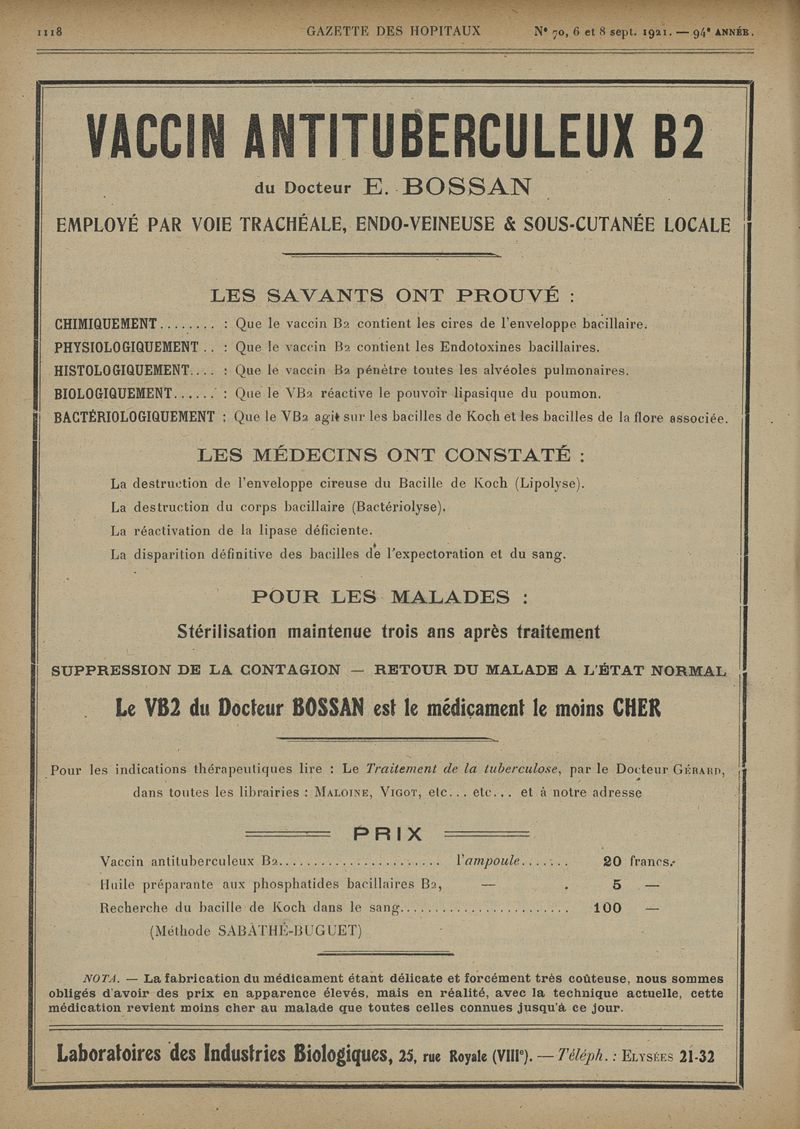 1118 GAZETTE DES HOPITAUX N° 70, 6 et 8 sept. 1921. — 94e ANNÉE.
VACCIN ANTITUBERCULEUX B2
du Docteur E. BOSSAN
EMPLOYÉ PAR VOIE TRACHÉALE, ENDO-VEINEUSE & SOUS-CUTANÉE LOCALE
LES SAVANTS ONT PROUVÉ :
CHIMIQUEMENT........ : Que le vaccin B2 contient les cires de l'enveloppe bacillaire.
PHYSIOLOGIQUEMENT .. : Que le vaccin B2 contient les Endotoxines bacillaires.
HISTOLOGIQUEMENT.... : Que le vaccin B2 pénètre toutes les alvéoles pulmonaires.
BIOLOGIQUEMENT...... : Que le VB2 réactive le pouvoir lipasique du poumon.
BACTÉRIOLOGIQUEMENT : Que le VB2 agit sur les bacilles de Koch et les bacilles de la flore associée.
LES MÉDECINS ONT CONSTATÉ :
La destruction de l'enveloppe cireuse du Bacille de Koch (Lipolyse).
La destruction du corps bacillaire (Bactériolyse).
La réactivation de la lipase déficiente.
La disparition définitive des bacilles de l'expectoration et du sang.
POUR LES MALADES :
Stérilisation maintenue trois ans après traitement
SUPPRESSION DE LA CONTAGION — RETOUR DU MALADE A L'ÉTAT NORMAL
Le VB2 du Docteur BOSSAN est le médicament le moins CHER
Pour les indications thérapeutiques lire : Le Traitement de la tuberculose, par le Docteur GÉRARD,
dans toutes les librairies : MALOINE, VIGOT, etc... etc... et à notre adresse
PRIX
Vaccin antituberculeux B2....................... l'ampoule....... 20 francs.
Huile préparante aux phosphatides bacillaires B2, — . 5 —
Recherche du bacille de Koch dans le sang........................ 100 —
(Méthode SABATHÉ-BUGUET)
NOTA. — La fabrication du médicament étant délicate et forcément très coûteuse, nous sommes
obligés d'avoir des prix en apparence élevés, mais en réalité, avec la technique actuelle, cette
médication revient moins cher au malade que toutes celles connues jusqu'à ce jour.
Laboratoires des Industries Biologiques, 25, rue Royale (VIIIe). — Téléph. : ELYSÉES 21-32